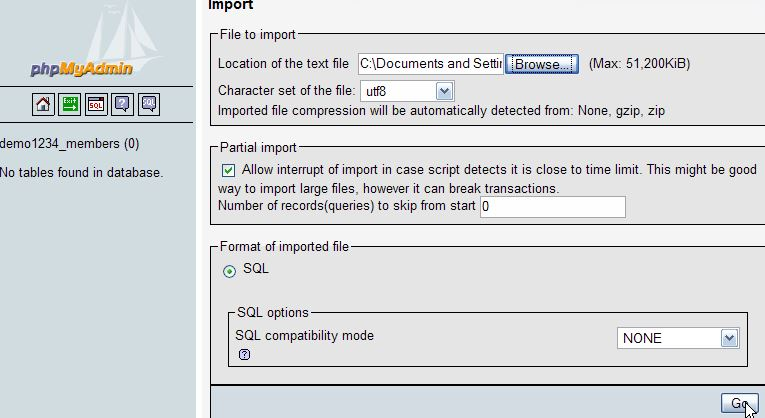 phpMyAdmin
Exit
SQL
?
SQL
demo1234_members (0)
No tables found in database.
Import
File to import
Location of the text file C:\Documents and Settin Browse... (Max: 51,200KiB)
Character set of the file: utf8
Imported file compression will be automatically detected from: None, gzip, zip
Partial import
Allow interrupt of import in case script detects it is close to time limit. This might be good
way to import large files, however it can break transactions.
Number of records(queries) to skip from start 0
Format of imported file
SQL
SQL options
SQL compatibility mode NONE
?
Go